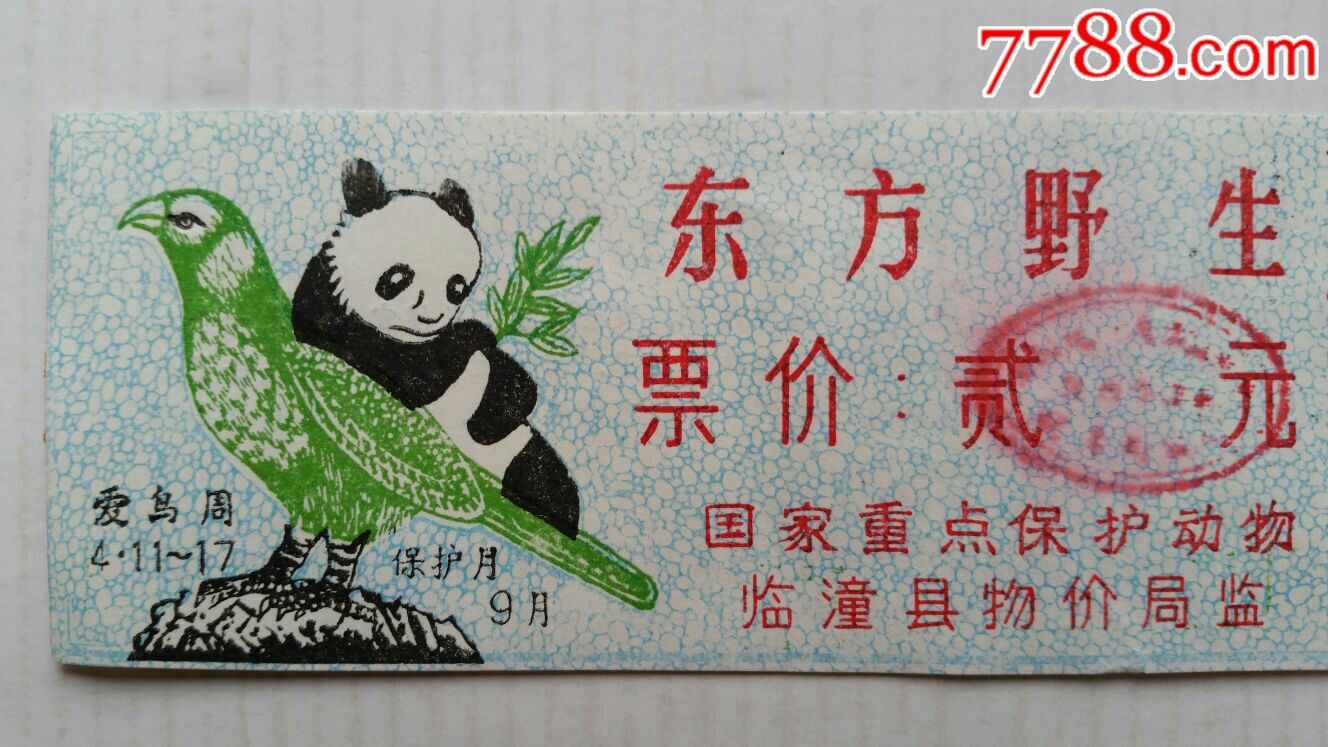 7788.com
东方野生
票价：贰元
国家重点保护动物
临潼县物价局监
爱鸟周
4·11~17
保护月
9月